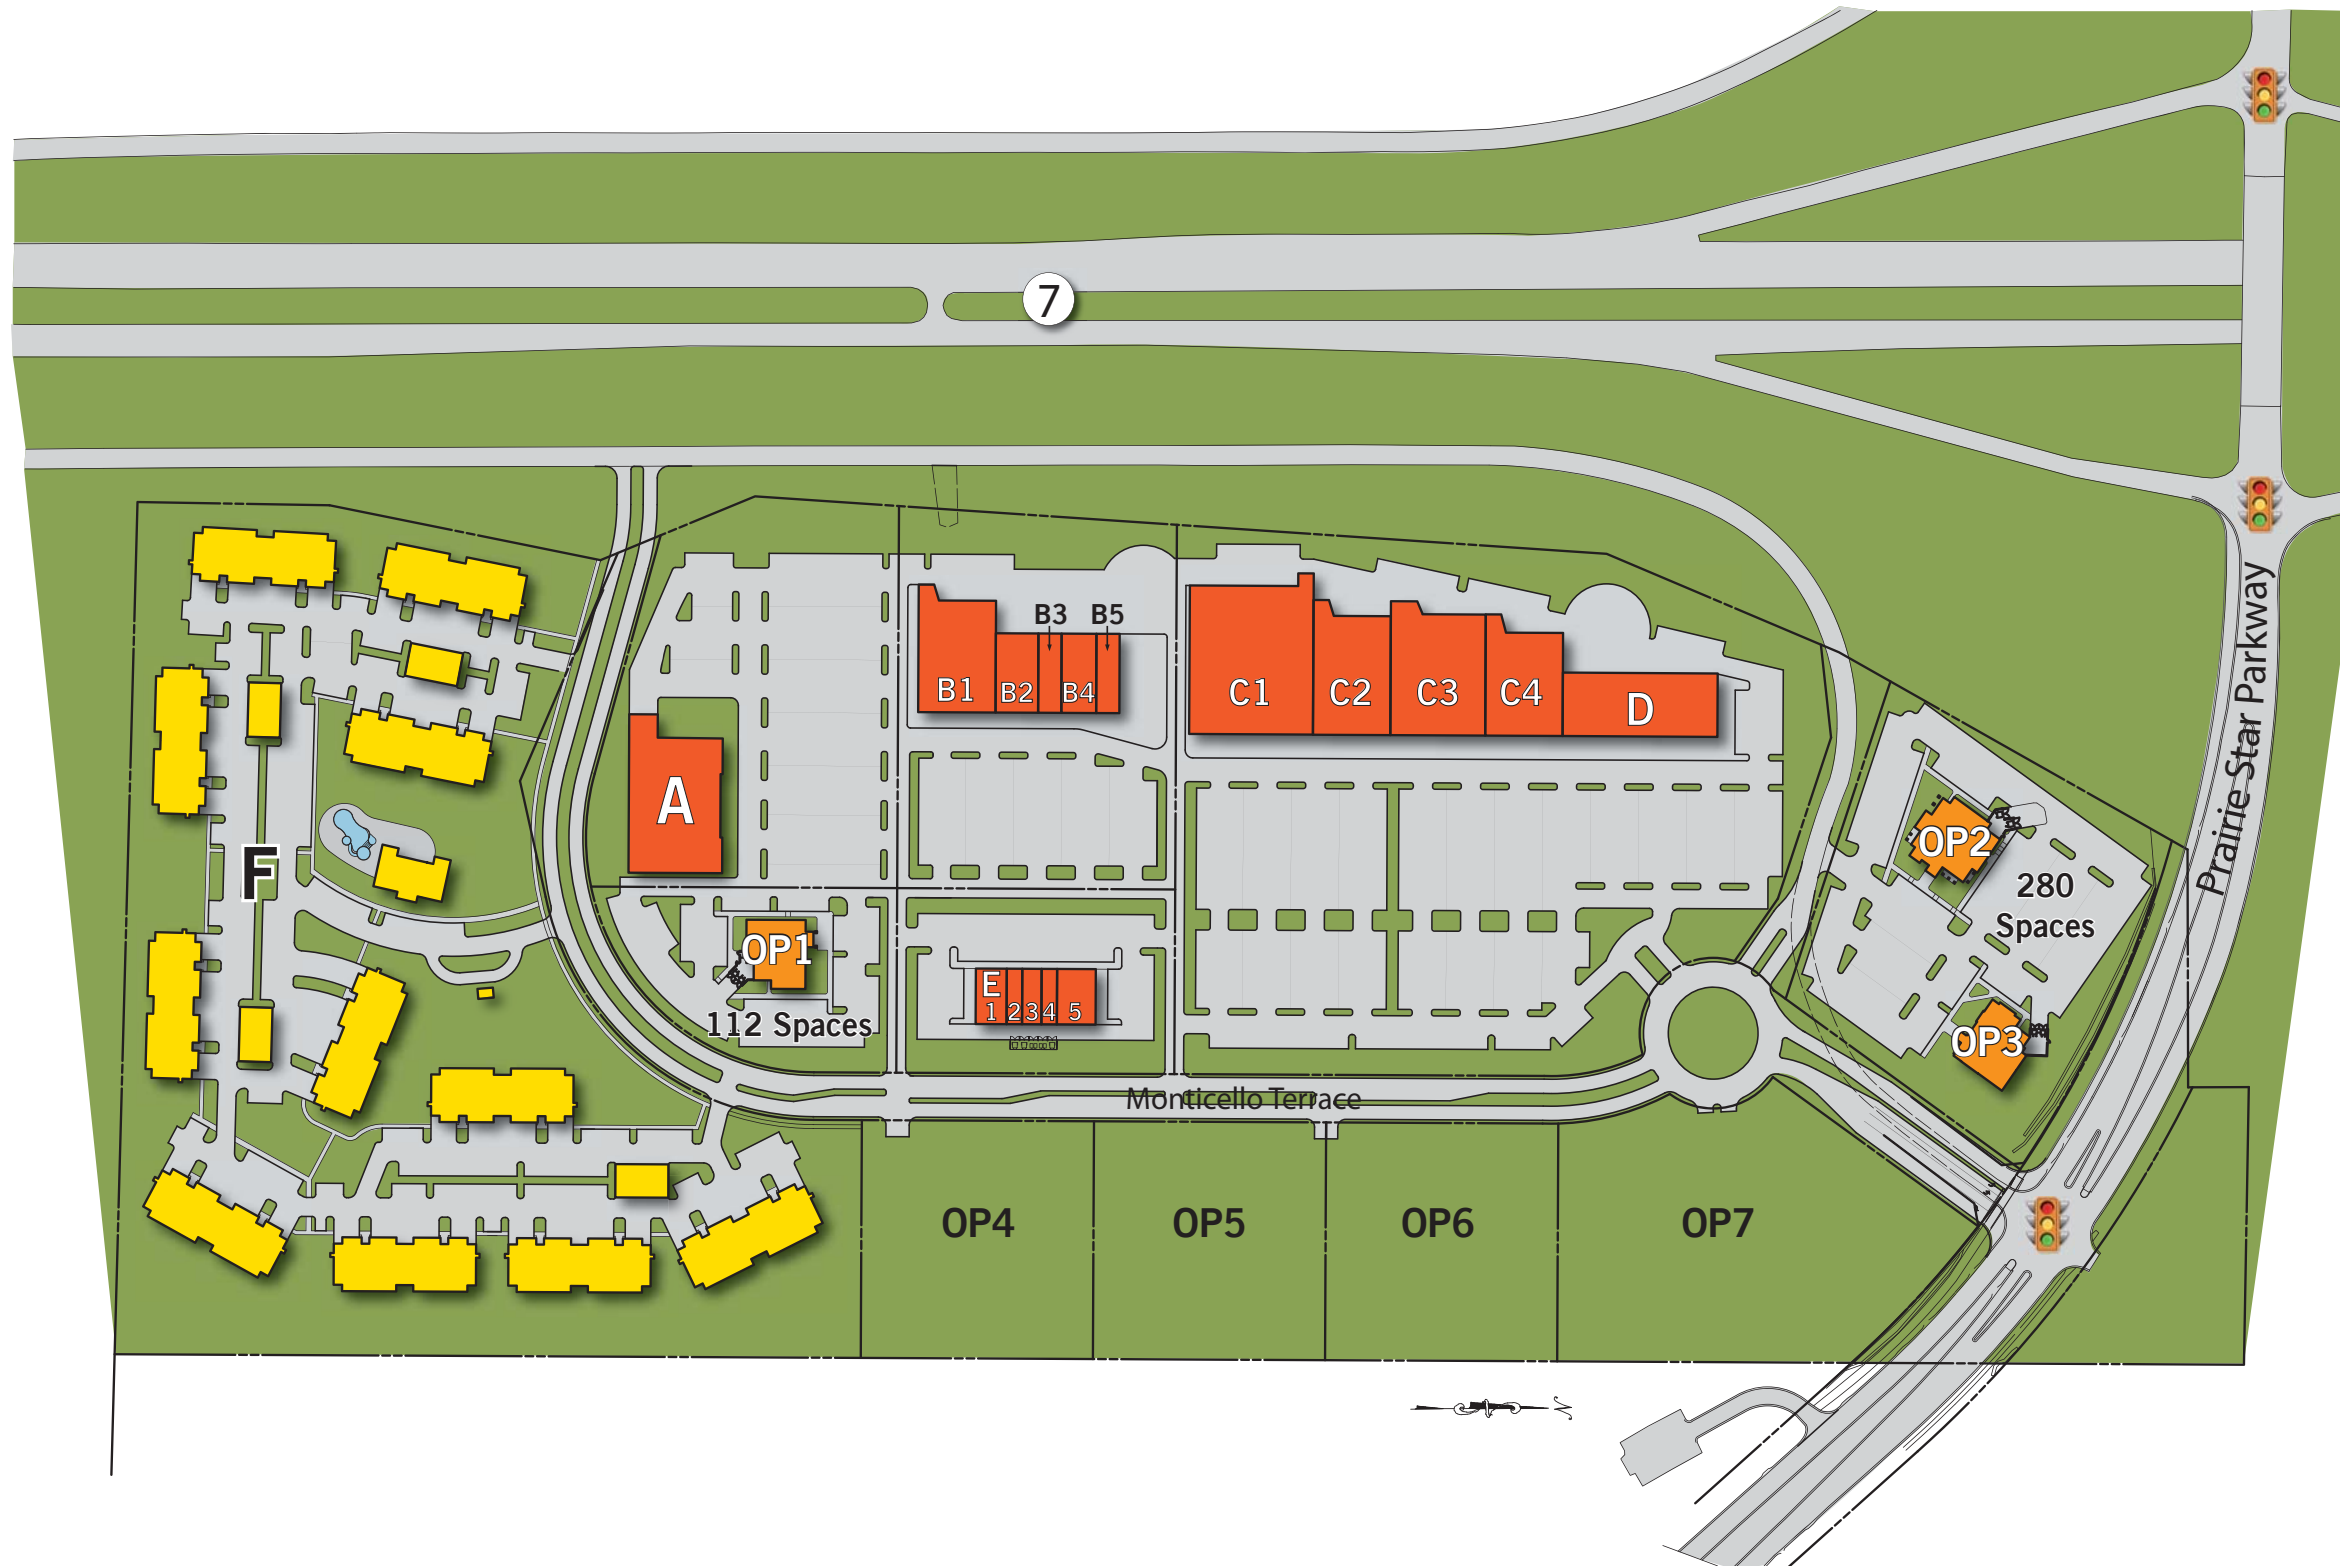 7
B3
B5
B1
B2
B4
C1
C2
C3
C4
D
A
F
OP1
112 Spaces
E
1
2
3
4
5
OP2
280
Spaces
OP3
Prairie Star Parkway
Monticello Terrace
OP4
OP5
OP6
OP7
N